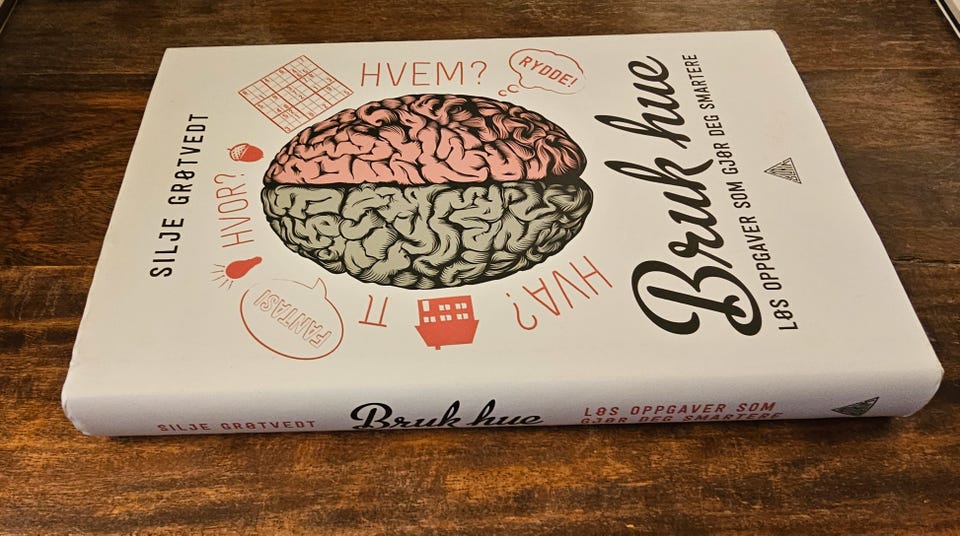 SILJE GRØTVEDT
HVEM?
RYDDE!
HVOR?
FANTASI
π
HVA?
Bruk hue
LØS OPPGAVER SOM GJØR DEG SMARTERE
SILJE GRØTVEDT
Bruk hue
LØS OPPGAVER SOM
GJØR DEG SMARTERE